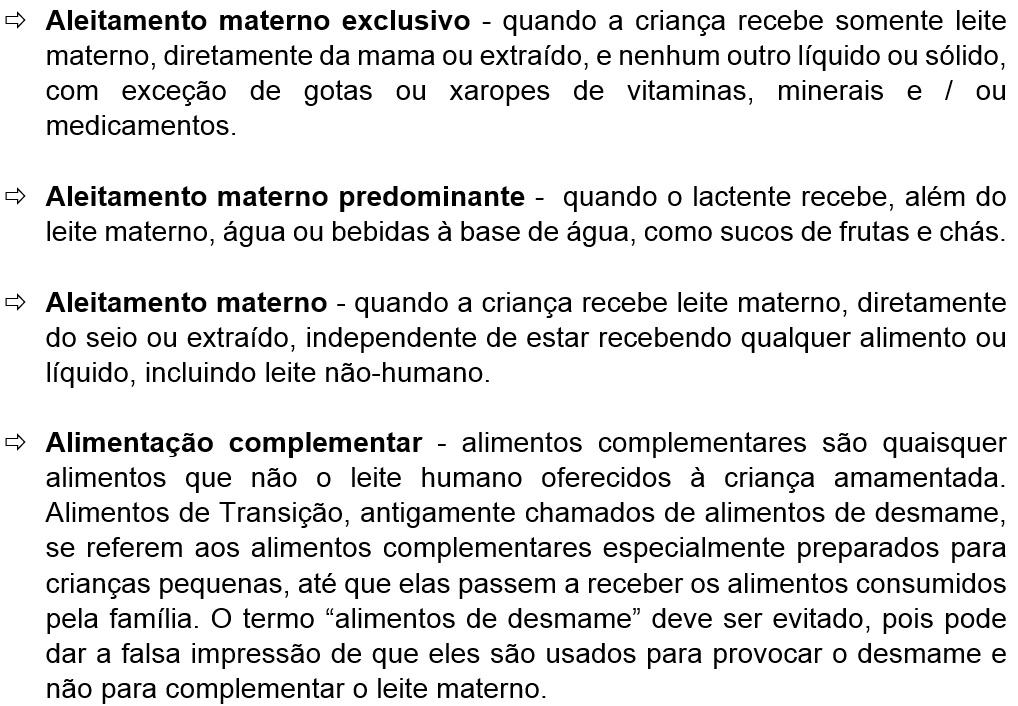 ⇨ Aleitamento materno exclusivo - quando a criança recebe somente leite
materno, diretamente da mama ou extraído, e nenhum outro líquido ou sólido,
com exceção de gotas ou xaropes de vitaminas, minerais e / ou
medicamentos.
⇨ Aleitamento materno predominante - quando o lactente recebe, além do
leite materno, água ou bebidas à base de água, como sucos de frutas e chás.
⇨ Aleitamento materno - quando a criança recebe leite materno, diretamente
do seio ou extraído, independente de estar recebendo qualquer alimento ou
líquido, incluindo leite não-humano.
⇨ Alimentação complementar - alimentos complementares são quaisquer
alimentos que não o leite humano oferecidos à criança amamentada.
Alimentos de Transição, antigamente chamados de alimentos de desmame,
se referem aos alimentos complementares especialmente preparados para
crianças pequenas, até que elas passem a receber os alimentos consumidos
pela família. O termo “alimentos de desmame” deve ser evitado, pois pode
dar a falsa impressão de que eles são usados para provocar o desmame e
não para complementar o leite materno.